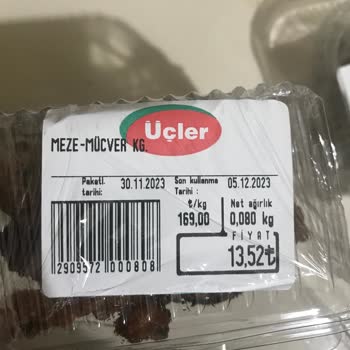 Üçler
MEZE-MÜCVER KG.
Paketl. tarihi: 30.11.2023
Son kullanma Tarihi : 05.12.2023
₺/kg
169,00
Net ağırlık
0,080 kg
FİYAT
13,52₺
2909572 000808